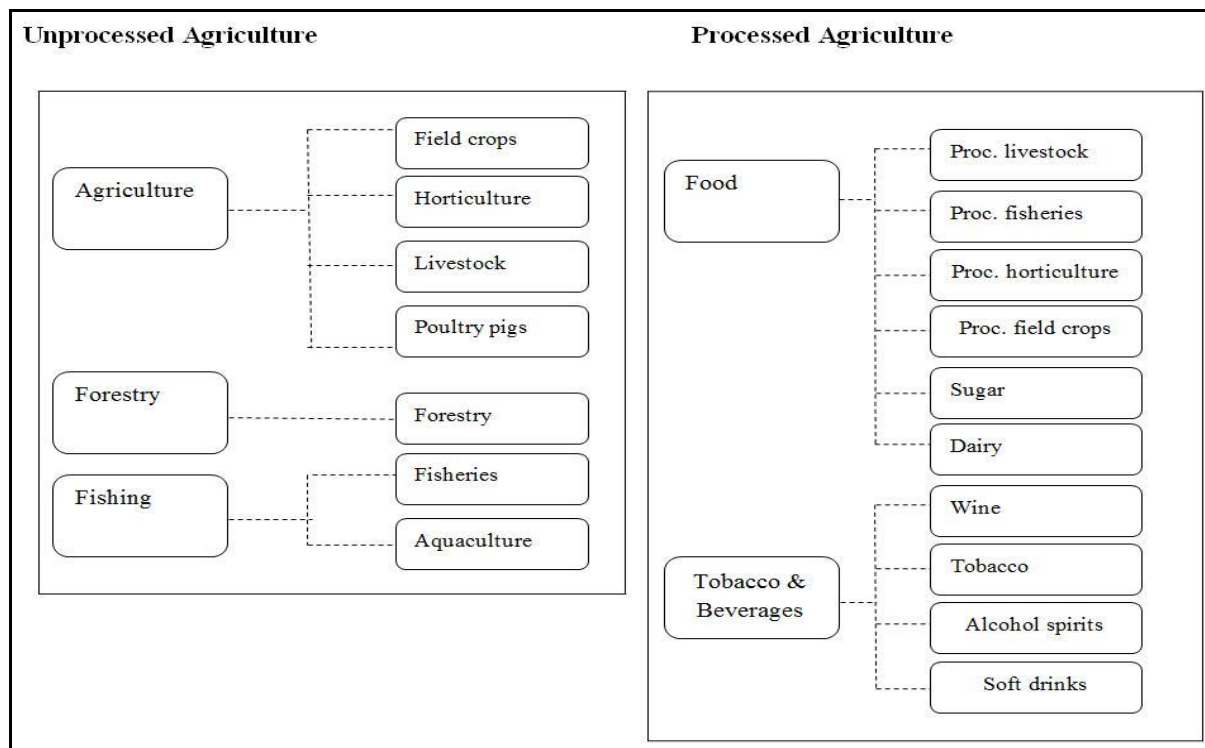 Unprocessed Agriculture
Agriculture
Field crops
Horticulture
Livestock
Poultry pigs
Forestry
Forestry
Fishing
Fisheries
Aquaculture
Processed Agriculture
Food
Proc. livestock
Proc. fisheries
Proc. horticulture
Proc. field crops
Sugar
Dairy
Tobacco &
Beverages
Wine
Tobacco
Alcohol spirits
Soft drinks